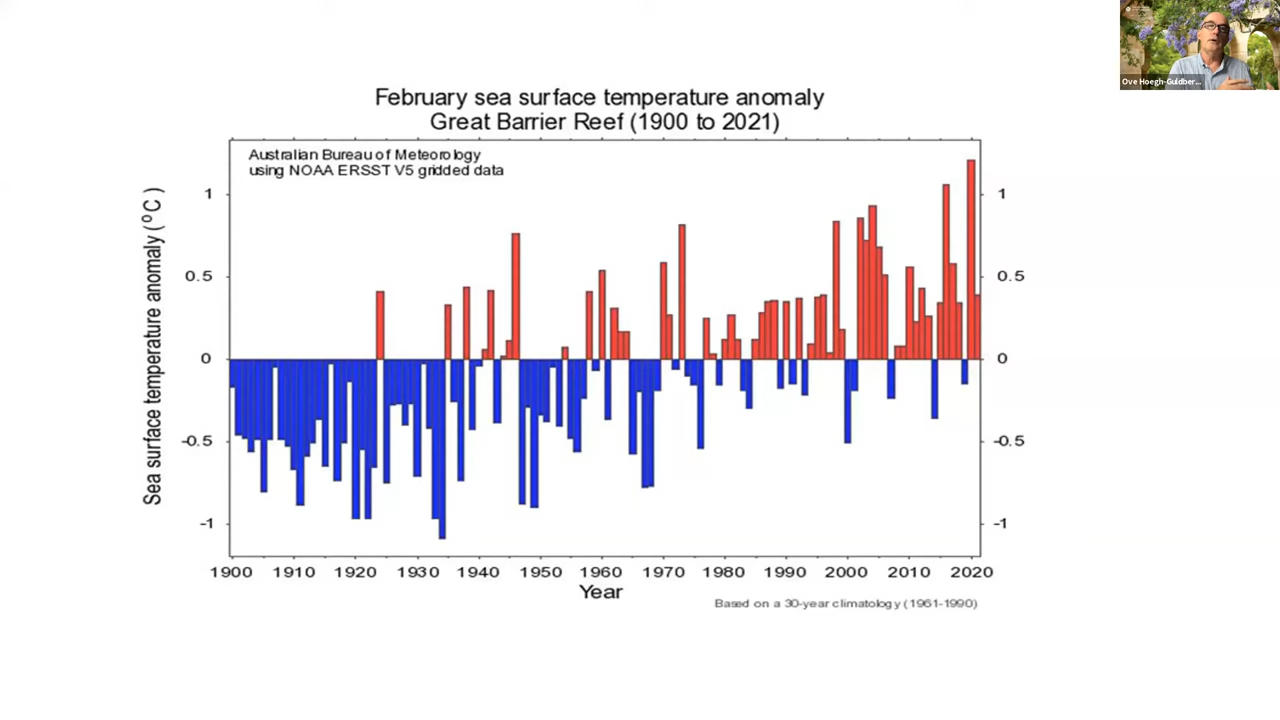 Ove Hoegh-Guldber...
February sea surface temperature anomaly
Great Barrier Reef (1900 to 2021)
Australian Bureau of Meteorology
using NOAA ERSST V5 gridded data
Sea surface temperature anomaly (°C)
1
0.5
0
-0.5
-1
1
0.5
0
-0.5
-1
1900 1910 1920 1930 1940 1950 1960 1970 1980 1990 2000 2010 2020
Year
Based on a 30-year climatology (1961-1990)